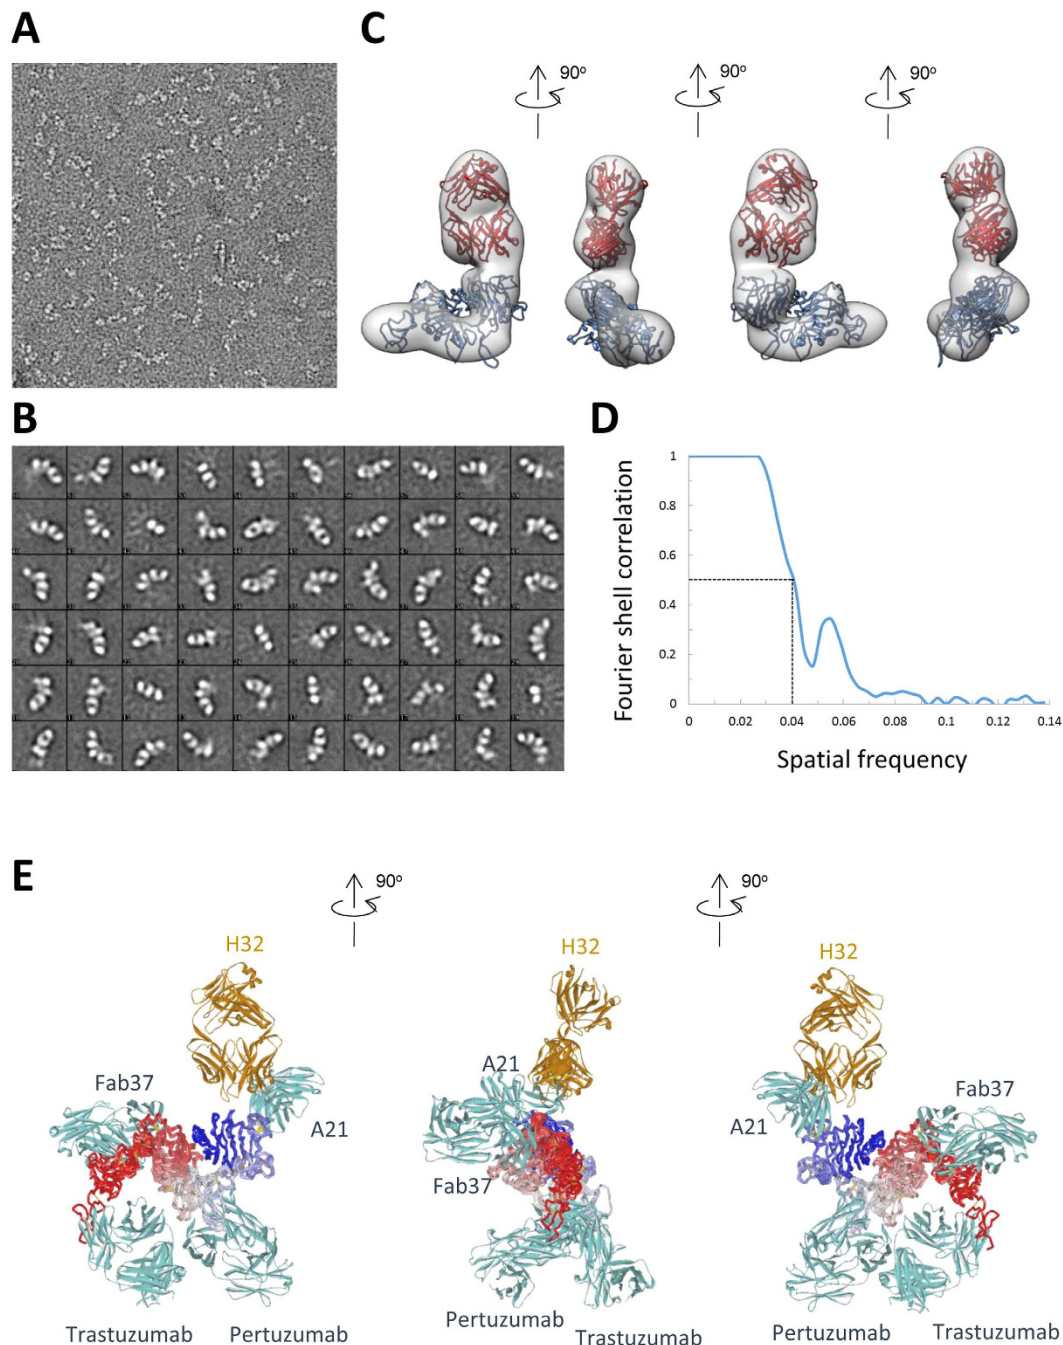 A
C
90°
90°
90°
B
D
Fourier shell correlation
1
0.8
0.6
0.4
0.2
0
0
0.02
0.04
0.06
0.08
0.1
0.12
0.14
Spatial frequency
E
90°
90°
H32
H32
H32
Fab37
A21
A21
Fab37
A21
Fab37
Trastuzumab
Pertuzumab
Pertuzumab
Trastuzumab
Pertuzumab
Trastuzumab